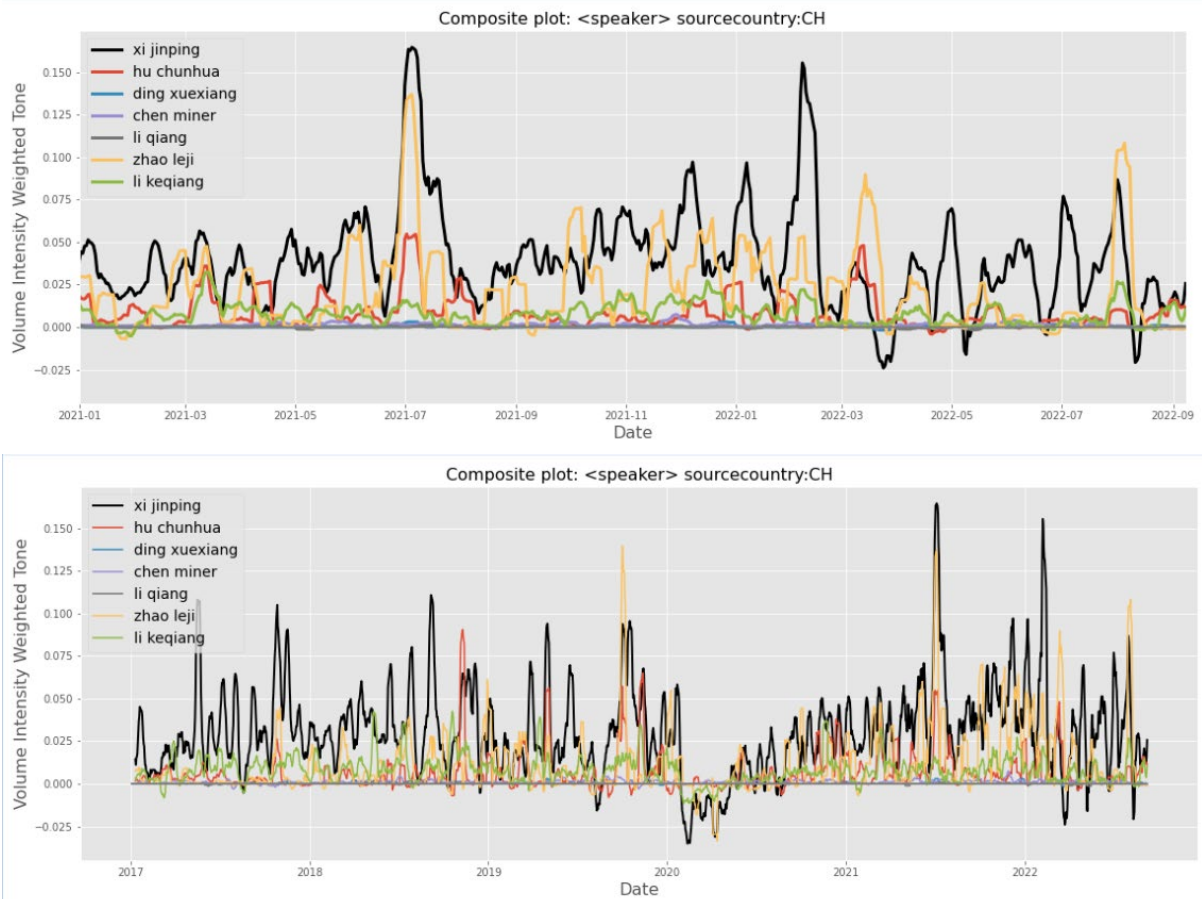 Composite plot: <speaker> sourcecountry:CH
Volume Intensity Weighted Tone
xi jinping
hu chunhua
ding xuexiang
chen miner
li qiang
zhao leji
li keqiang
0.150
0.125
0.100
0.075
0.050
0.025
0.000
−0.025
2021-01 2021-03 2021-05 2021-07 2021-09 2021-11 2022-01 2022-03 2022-05 2022-07 2022-09
Date
Composite plot: <speaker> sourcecountry:CH
Volume Intensity Weighted Tone
xi jinping
hu chunhua
ding xuexiang
chen miner
li qiang
zhao leji
li keqiang
0.150
0.125
0.100
0.075
0.050
0.025
0.000
−0.025
2017 2018 2019 2020 2021 2022
Date